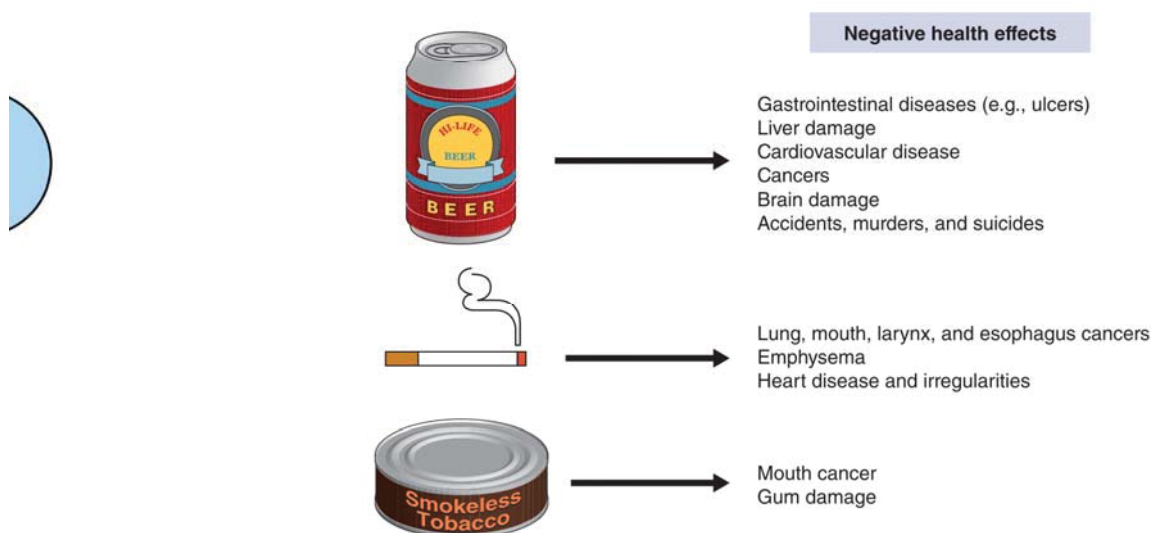 Negative health effects
HI-LIFE
BEER
BEER
Gastrointestinal diseases (e.g., ulcers)
Liver damage
Cardiovascular disease
Cancers
Brain damage
Accidents, murders, and suicides
Lung, mouth, larynx, and esophagus cancers
Emphysema
Heart disease and irregularities
Smokeless
Tobacco
Mouth cancer
Gum damage